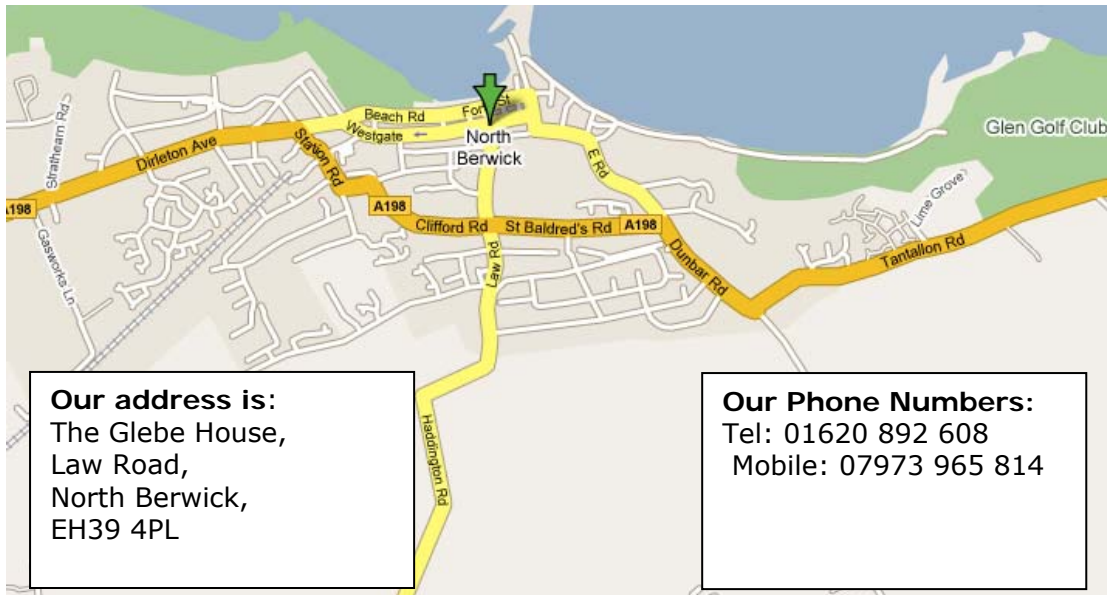 Strathearn Rd
Dirleton Ave
A198
Gasworks Ln
Station Rd
Beach Rd
Westgate
North
Berwick
E Rd
Glen Golf Club
Lime Grove
A198
Clifford Rd
St Baldred's Rd
A198
Law Rd
Dunbar Rd
Tantallon Rd
Haddington Rd
Our address is:
The Glebe House,
Law Road,
North Berwick,
EH39 4PL
Our Phone Numbers:
Tel: 01620 892 608
Mobile: 07973 965 814